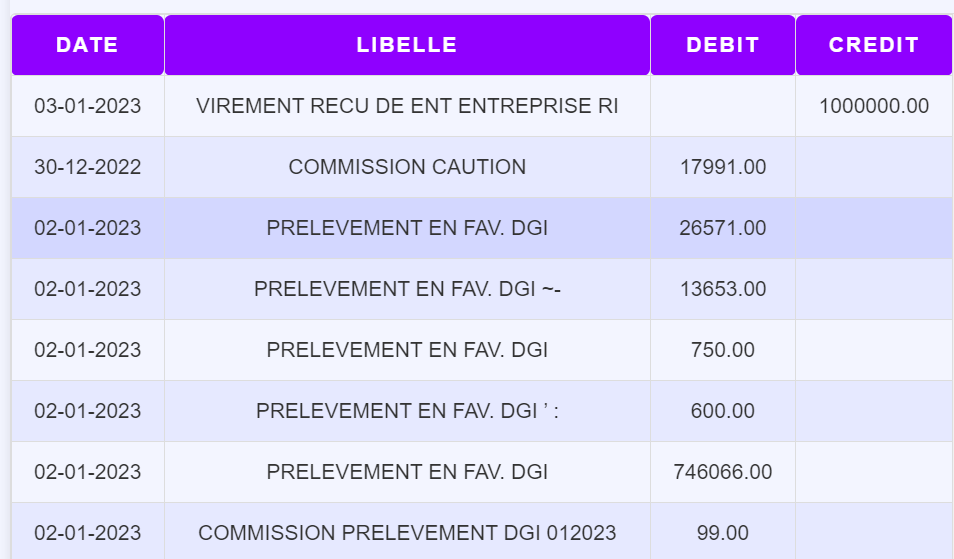 DATE LIBELLE DEBIT CREDIT
03-01-2023 VIREMENT RECU DE ENT ENTREPRISE RI 1000000.00
30-12-2022 COMMISSION CAUTION 17991.00
02-01-2023 PRELEVEMENT EN FAV. DGI 26571.00
02-01-2023 PRELEVEMENT EN FAV. DGI ~- 13653.00
02-01-2023 PRELEVEMENT EN FAV. DGI 750.00
02-01-2023 PRELEVEMENT EN FAV. DGI ’ : 600.00
02-01-2023 PRELEVEMENT EN FAV. DGI 746066.00
02-01-2023 COMMISSION PRELEVEMENT DGI 012023 99.00